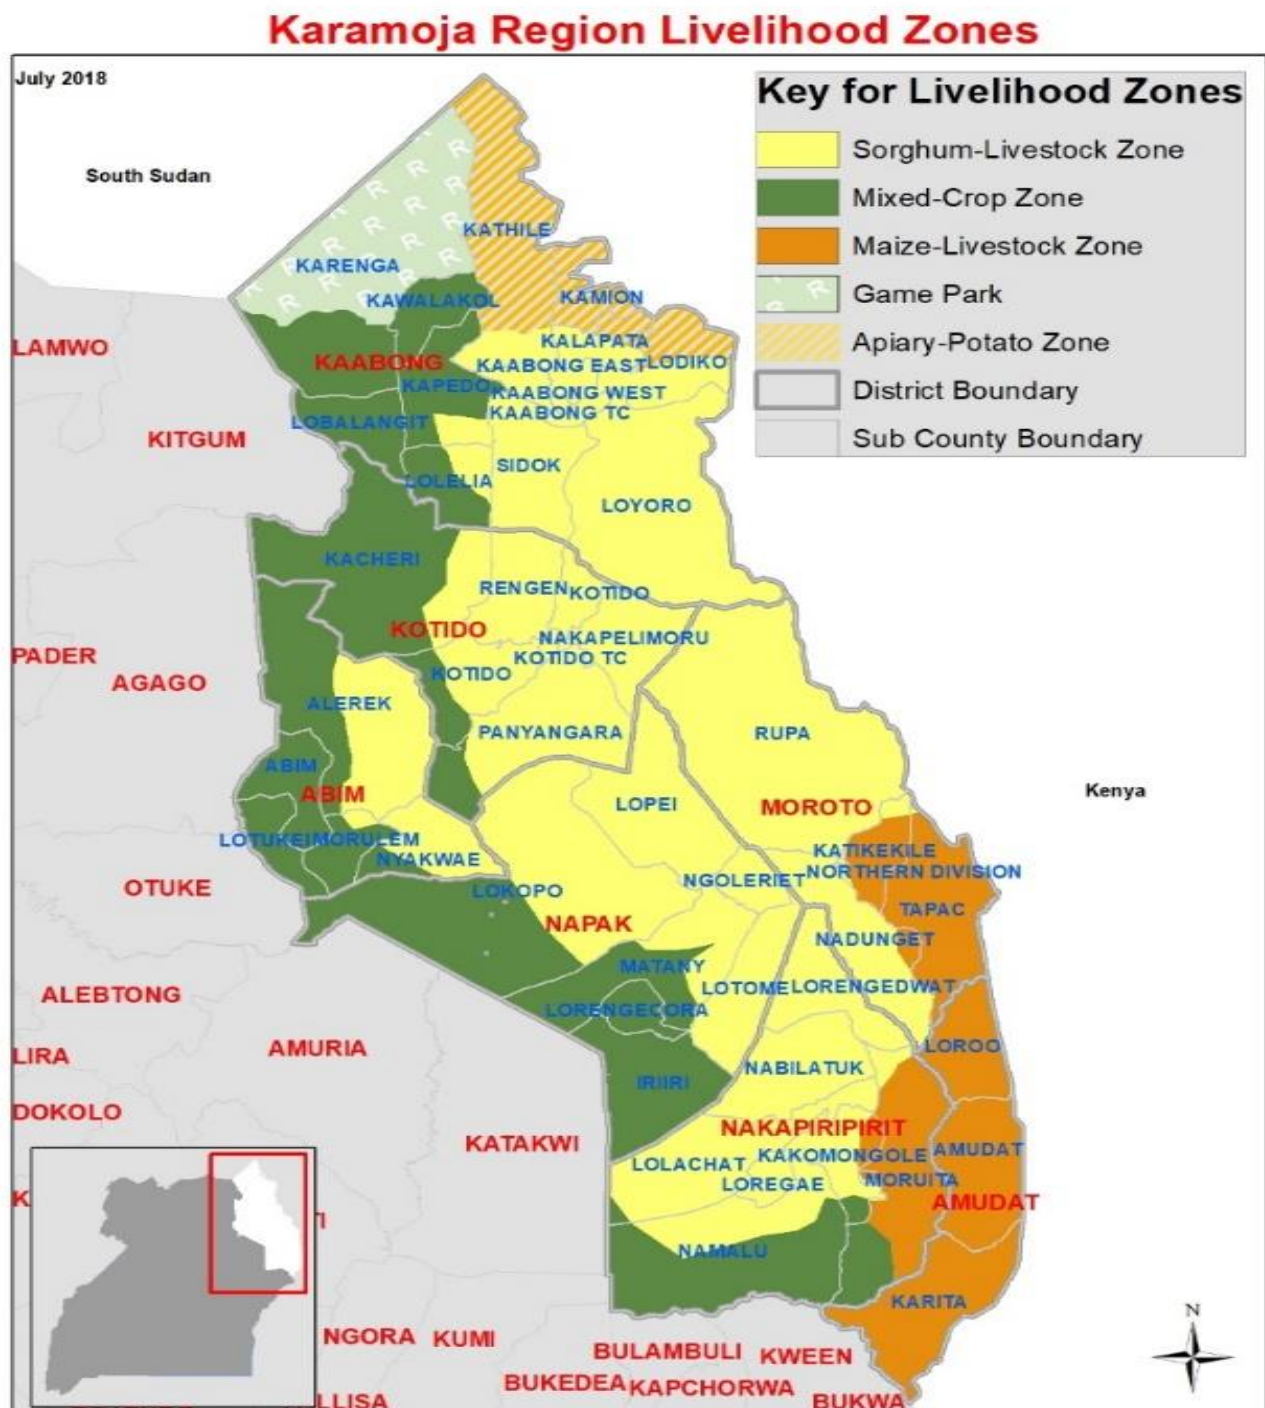 Karamoja Region Livelihood Zones
July 2018
Key for Livelihood Zones
Sorghum-Livestock Zone
Mixed-Crop Zone
Maize-Livestock Zone
Game Park
Apiary-Potato Zone
District Boundary
Sub County Boundary
South Sudan
KATHILE
KARENGA
KAWALAKOL
KAMION
LAMWO
KAABONG
KALAPATA
KAABONG EAST
LODIKO
KAPEDO
KAABONG WEST
KAABONG TC
LOBALANGIT
KITGUM
SIDOK
LOLELIA
LOYORO
KACHERI
RENGEN
KOTIDO
KOTIDO
NAKAPELIMORU
KOTIDO TC
PADER
AGAGO
KOTIDO
ALEREK
PANYANGARA
RUPA
ABIM
ABIM
LOPEI
MOROTO
Kenya
LOTUKEI
MORULEM
NYAKWAE
KATIKEKILE
NORTHERN DIVISION
OTUKE
LOKOPO
NGOLERIET
TAPAC
NAPAK
NADUNGET
MATANY
ALEBTONG
LOTOME
LORENGEDWAT
LORENGECORA
LIRA
AMURIA
LOROO
NABILATUK
IRIIRI
DOKOLO
NAKAPIRIPIRIT
KATAKWI
KAKOMONGOLE
AMUDAT
LOLACHAT
LOREGAE
MORUITA
AMUDAT
K
TI
NAMALU
KARITA
N
NGORA
KUMI
BULAMBULI
KWEEN
BUKEDEA
KAPCHORWA
LLISA
BUKWA
R R R R R R R R R